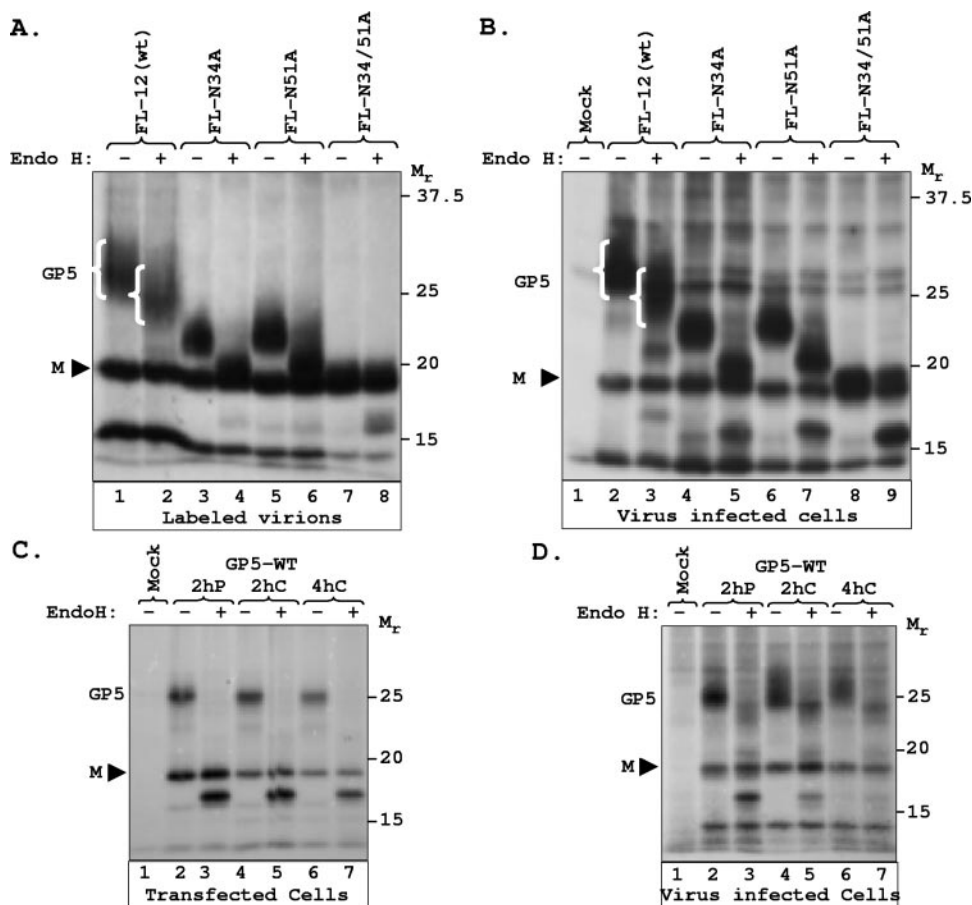 A.
FL-12(wt)
FL-N34A
FL-N51A
FL-N34/51A
Endo H: – + – + – + – +
Mr
37.5
GP5
25
M
20
15
1 2 3 4 5 6 7 8
Labeled virions
B.
Mock
FL-12(wt)
FL-N34A
FL-N51A
FL-N34/51A
Endo H: – – + – + – + – +
Mr
37.5
GP5
25
20
M
15
1 2 3 4 5 6 7 8 9
Virus infected cells
C.
Mock
GP5-WT
2hP 2hC 4hC
EndoH: – – + – + – +
Mr
GP5
25
20
M
15
1 2 3 4 5 6 7
Transfected Cells
D.
Mock
GP5-WT
2hP 2hC 4hC
Endo H: – – + – + – +
Mr
GP5
25
20
M
15
1 2 3 4 5 6 7
Virus infected Cells